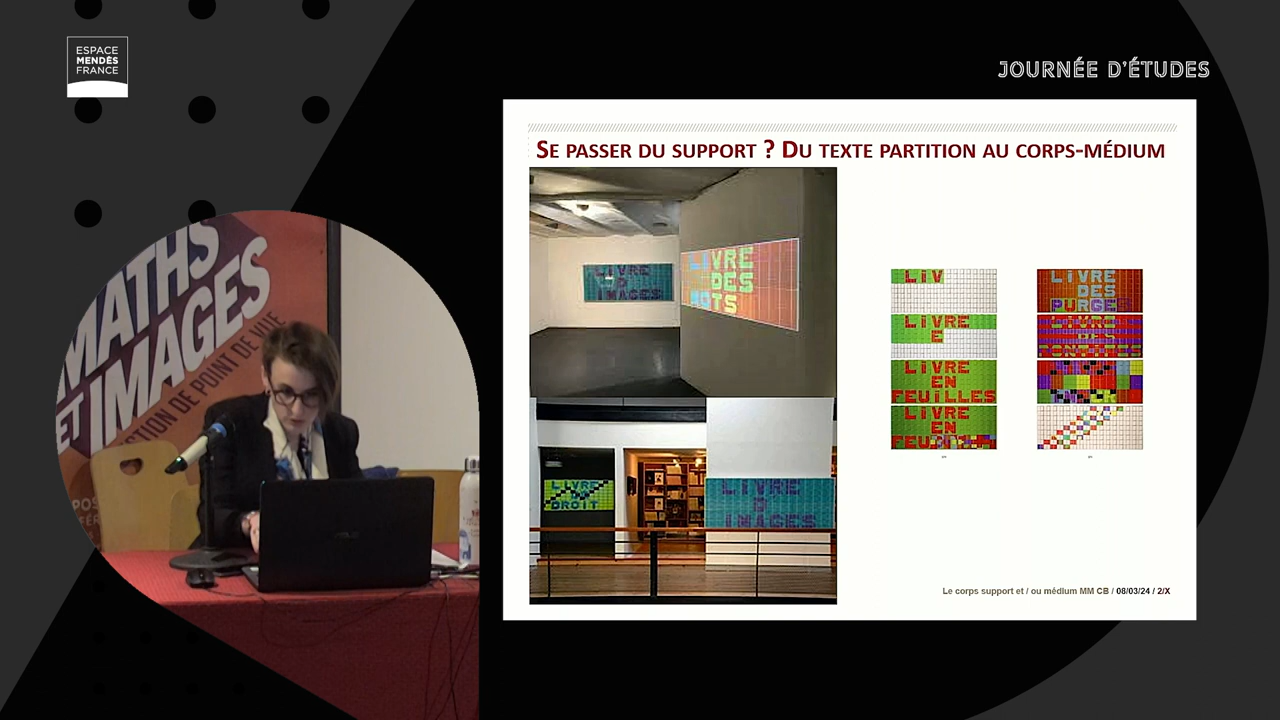 ESPACE
MENDÈS
FRANCE
JOURNÉE D'ÉTUDES
SE PASSER DU SUPPORT ? DU TEXTE PARTITION AU CORPS-MÉDIUM
LIVRE
D
IMAGES
LIVRE
DES
MOTS
LIVRE
DU
DROIT
LIVRE
D
IMAGES
LiV
LiVRE
E
LiVRE
EN
FEUiLLES
LiVRE
EN
LiVRE
DES
PURGES
LIVRE
DES
Le corps support et / ou médium MM CB / 08/03/24 / 2/X
MATHS
ET IMAGES
STION DE POINT DE VUE
ASUS